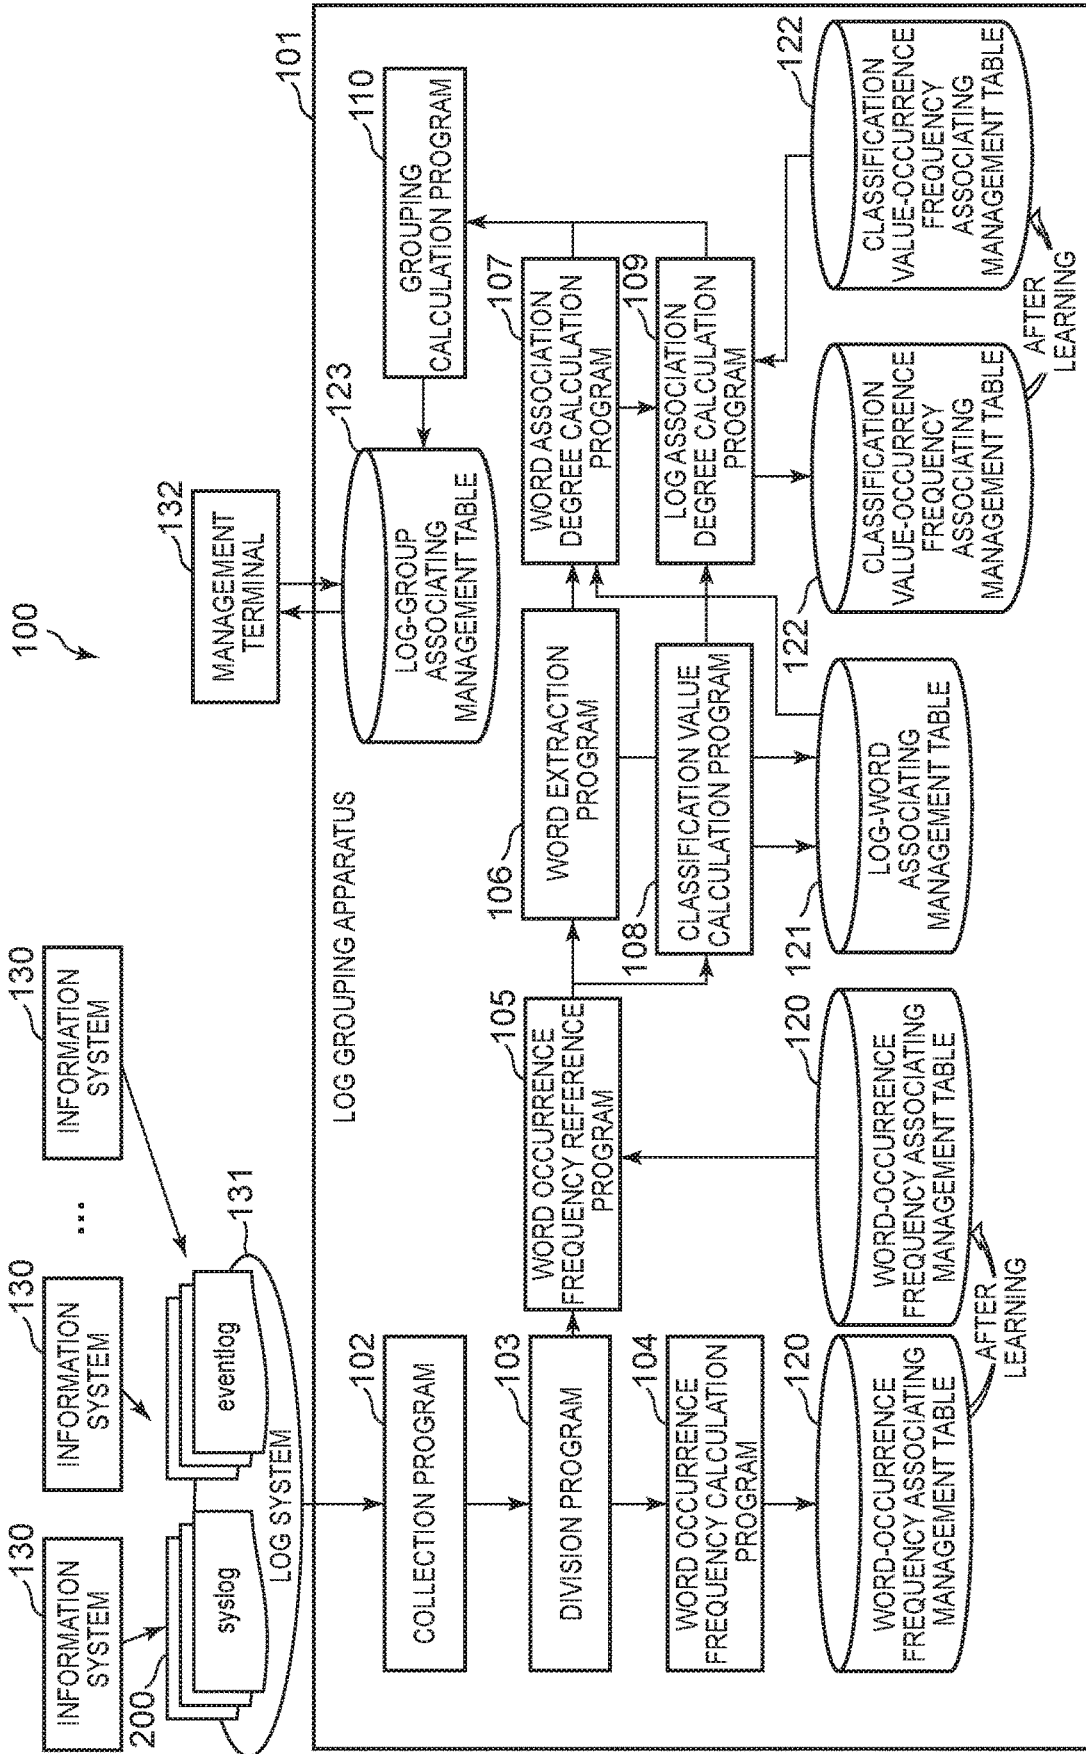 100
INFORMATION
SYSTEM
130
INFORMATION
SYSTEM
130
...
INFORMATION
SYSTEM
130
200
syslog
eventlog
LOG SYSTEM
131
MANAGEMENT
TERMINAL
132
101
LOG GROUPING APPARATUS
COLLECTION PROGRAM
102
DIVISION PROGRAM
103
WORD OCCURRENCE
FREQUENCY CALCULATION
PROGRAM
104
WORD-OCCURRENCE
FREQUENCY ASSOCIATING
MANAGEMENT TABLE
120
AFTER
LEARNING
WORD-OCCURRENCE
FREQUENCY ASSOCIATING
MANAGEMENT TABLE
120
WORD OCCURRENCE
FREQUENCY REFERENCE
PROGRAM
105
WORD EXTRACTION
PROGRAM
106
CLASSIFICATION VALUE
CALCULATION PROGRAM
108
LOG-WORD
ASSOCIATING
MANAGEMENT TABLE
121
LOG-GROUP
ASSOCIATING
MANAGEMENT TABLE
123
GROUPING
CALCULATION PROGRAM
110
WORD ASSOCIATION
DEGREE CALCULATION
PROGRAM
107
LOG ASSOCIATION
DEGREE CALCULATION
PROGRAM
109
CLASSIFICATION
VALUE-OCCURRENCE
FREQUENCY
ASSOCIATING
MANAGEMENT TABLE
122
AFTER
LEARNING
CLASSIFICATION
VALUE-OCCURRENCE
FREQUENCY
ASSOCIATING
MANAGEMENT TABLE
122